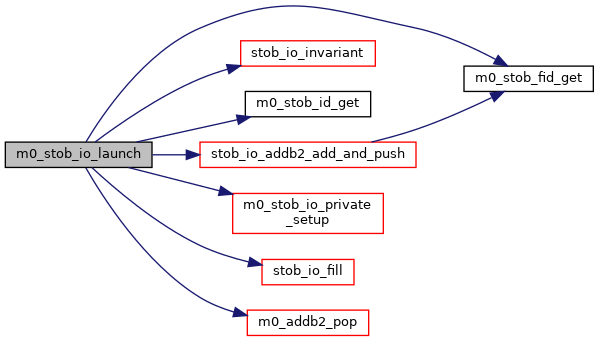 stob_io_invariant
m0_stob_fid_get
m0_stob_id_get
m0_stob_io_launch
stob_io_addb2_add_and_push
m0_stob_io_private
_setup
stob_io_fill
m0_addb2_pop